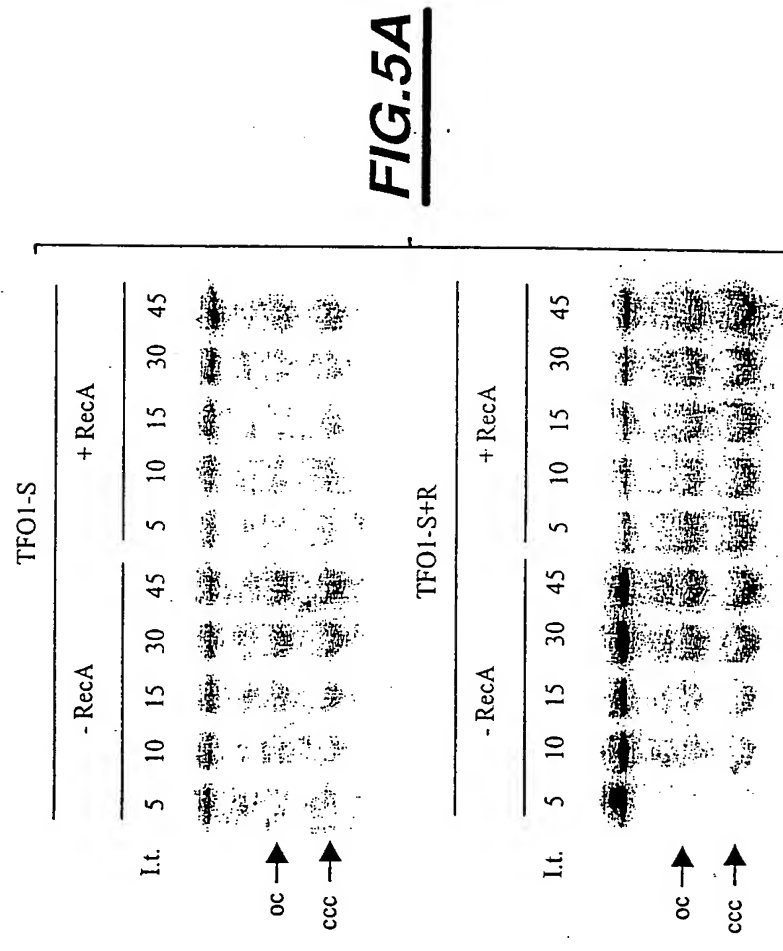 TFO1-S
- RecA + RecA
I.t. 5 10 15 30 45 5 10 15 30 45
oc
ccc
TFO1-S+R
- RecA + RecA
I.t. 5 10 15 30 45 5 10 15 30 45
oc
ccc
FIG.5A